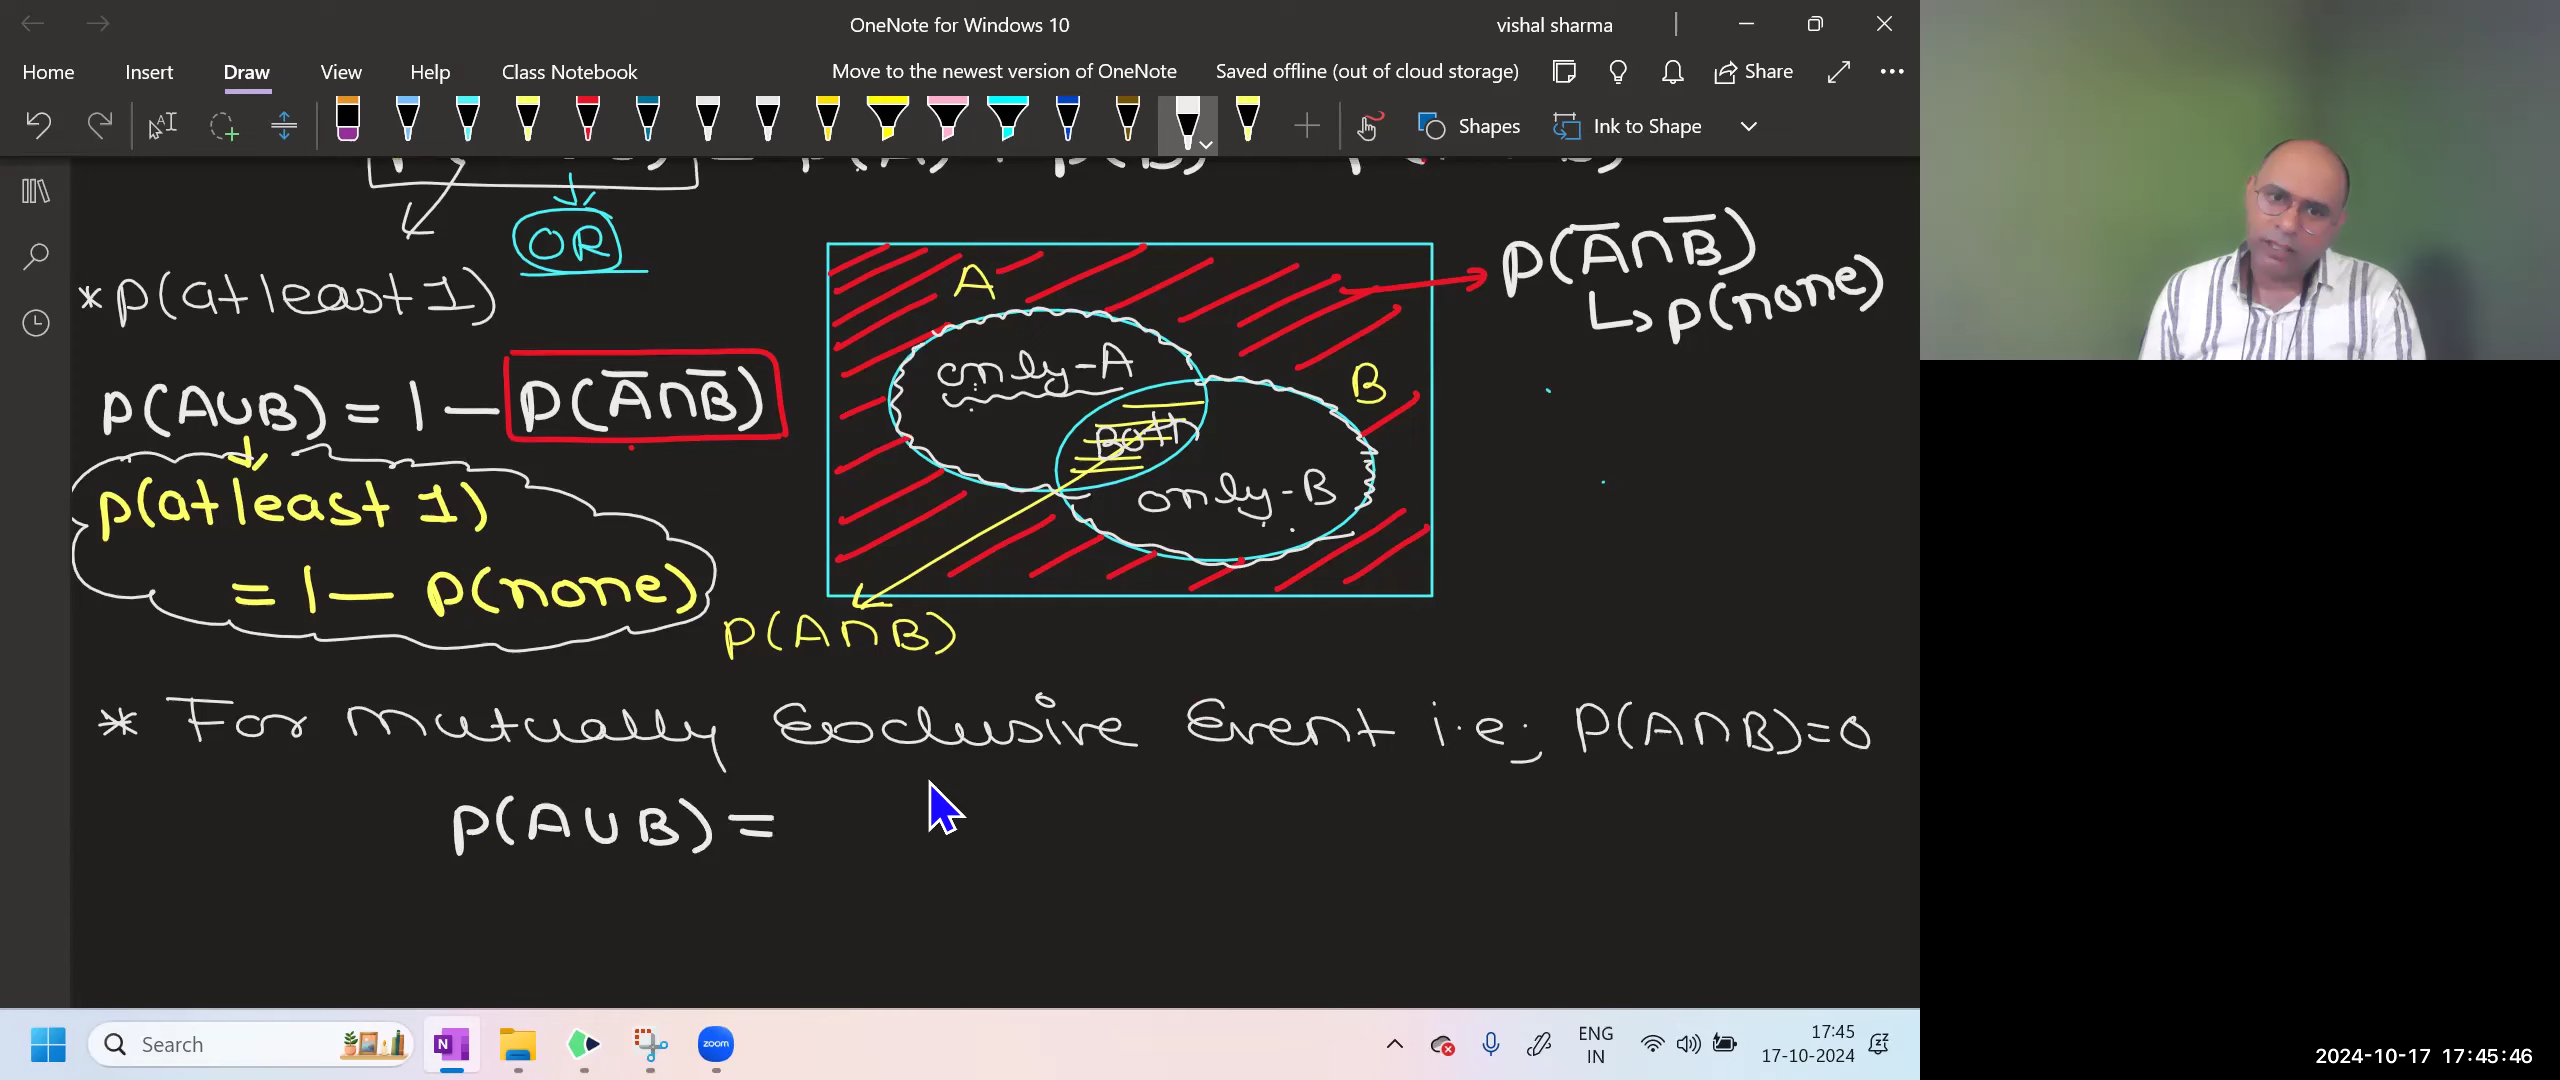 OneNote for Windows 10
vishal sharma
Home Insert Draw View Help Class Notebook
Move to the newest version of OneNote Saved offline (out of cloud storage) Share
Shapes Ink to Shape
OR
*P(atleast 1)
P(A∪B) = 1 - P(A̅∩B̅)
P(atleast 1)
= 1 - P(none)
A
only-A
Both
B
only-B
P(A̅∩B̅)
↳P(none)
P(A∩B)
* For Mutually Exclusive Event i.e; P(A∩B)=0
P(A∪B) =
Search
zoom
ENG
IN
17:45
17-10-2024
2024-10-17 17:45:46